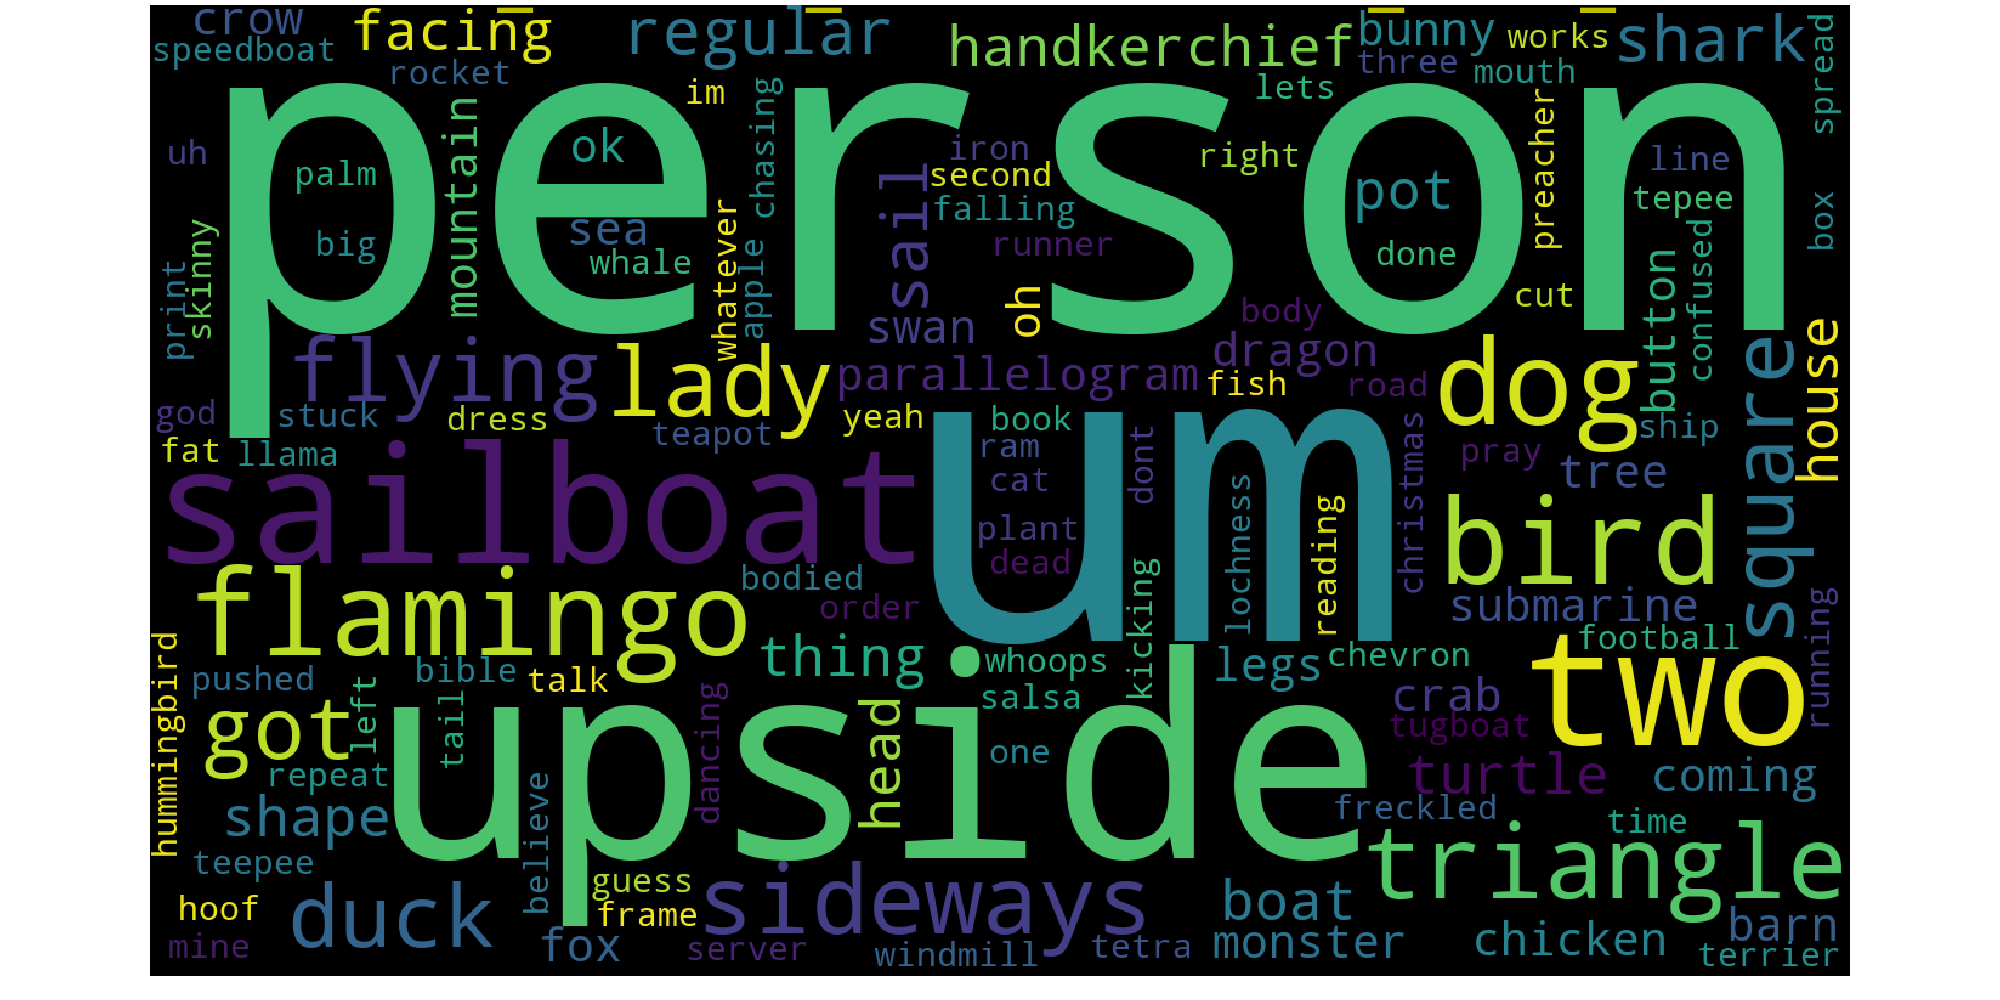 crow
facing
regular
handkerchief
bunny
works
shark
speedboat
rocket
three
mouth
im
lets
spread
person
mountain
chasing
ok
uh
palm
iron
right
preacher
line
second
sail
pot
tepee
falling
sea
big
whale
runner
done
box
skinny
print
whatever
apple
oh
cut
button
confused
swan
body
dragon
house
flying
lady
parallelogram
fish
road
dog
square
god
stuck
dress
teapot
yeah
book
um
ship
fat
llama
ram
dont
christmas
pray
tree
sailboat
cat
bird
plant
lochness
reading
dead
kicking
bodied
order
submarine
flamingo
football
thing
whoops
legs
chevron
two
running
hummingbird
pushed
bible
talk
salsa
crab
got
left
tail
upside
dancing
head
one
tugboat
repeat
turtle
coming
shape
believe
freckled
time
triangle
teepee
guess
hoof
duck
frame
sideways
boat
barn
mine
fox
server
windmill
tetra
monster
chicken
terrier